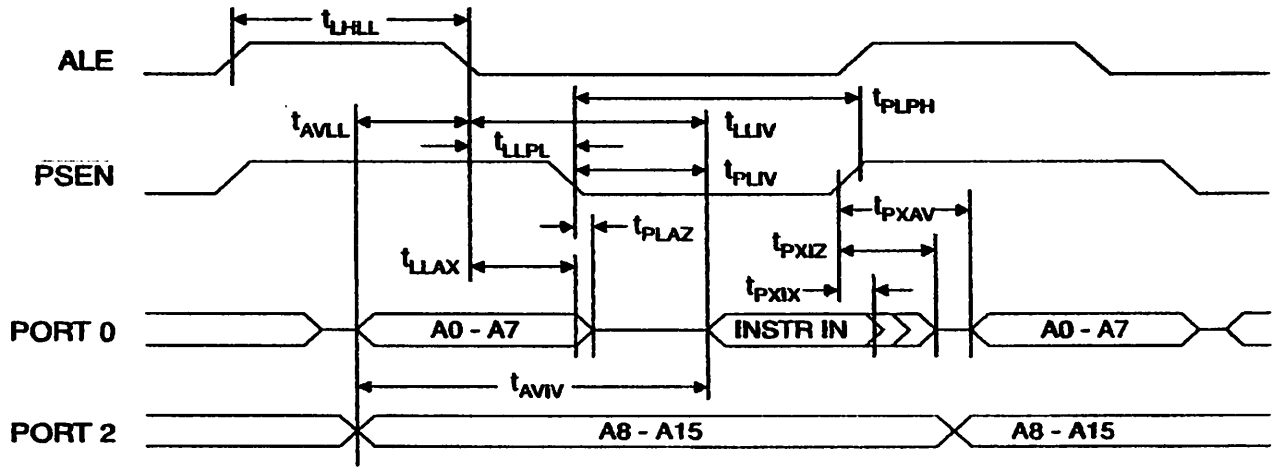 tLHLL
ALE
tPLPH
tAVLL
tLLIV
tLLPL
PSEN
tPLIV
tPXAV
tPLAZ
tPXIZ
tLLAX
tPXIX
PORT 0
A0 - A7
INSTR IN
A0 - A7
tAVIV
PORT 2
A8 - A15
A8 - A15